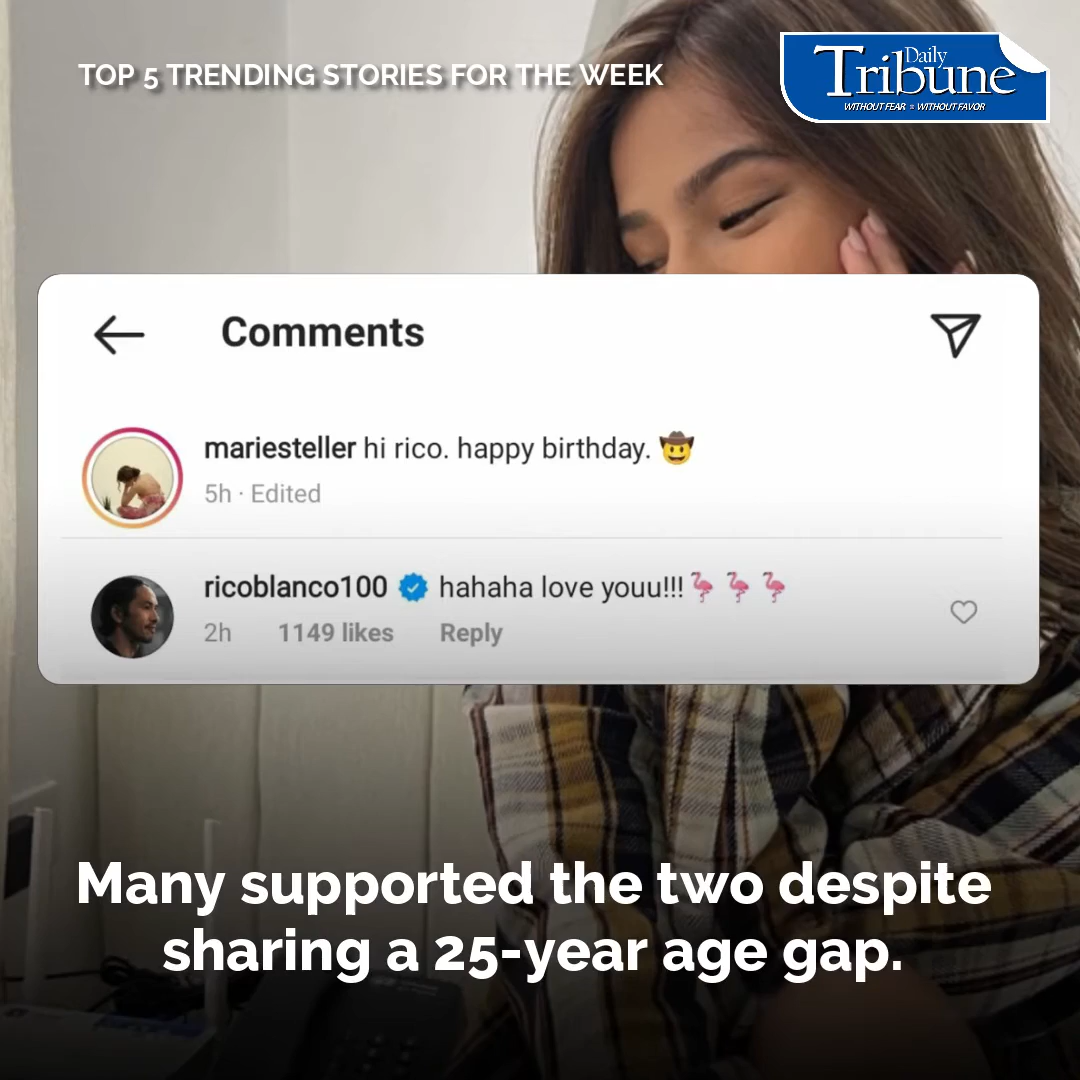 TOP 5 TRENDING STORIES FOR THE WEEK
Daily
Tribune
WITHOUT FEAR • WITHOUT FAVOR
Comments
mariesteller hi rico. happy birthday. 🤠
5h · Edited
ricoblanco100 hahaha love youu!!! 🦩 🦩 🦩
2h 1149 likes Reply
Many supported the two despite
sharing a 25-year age gap.